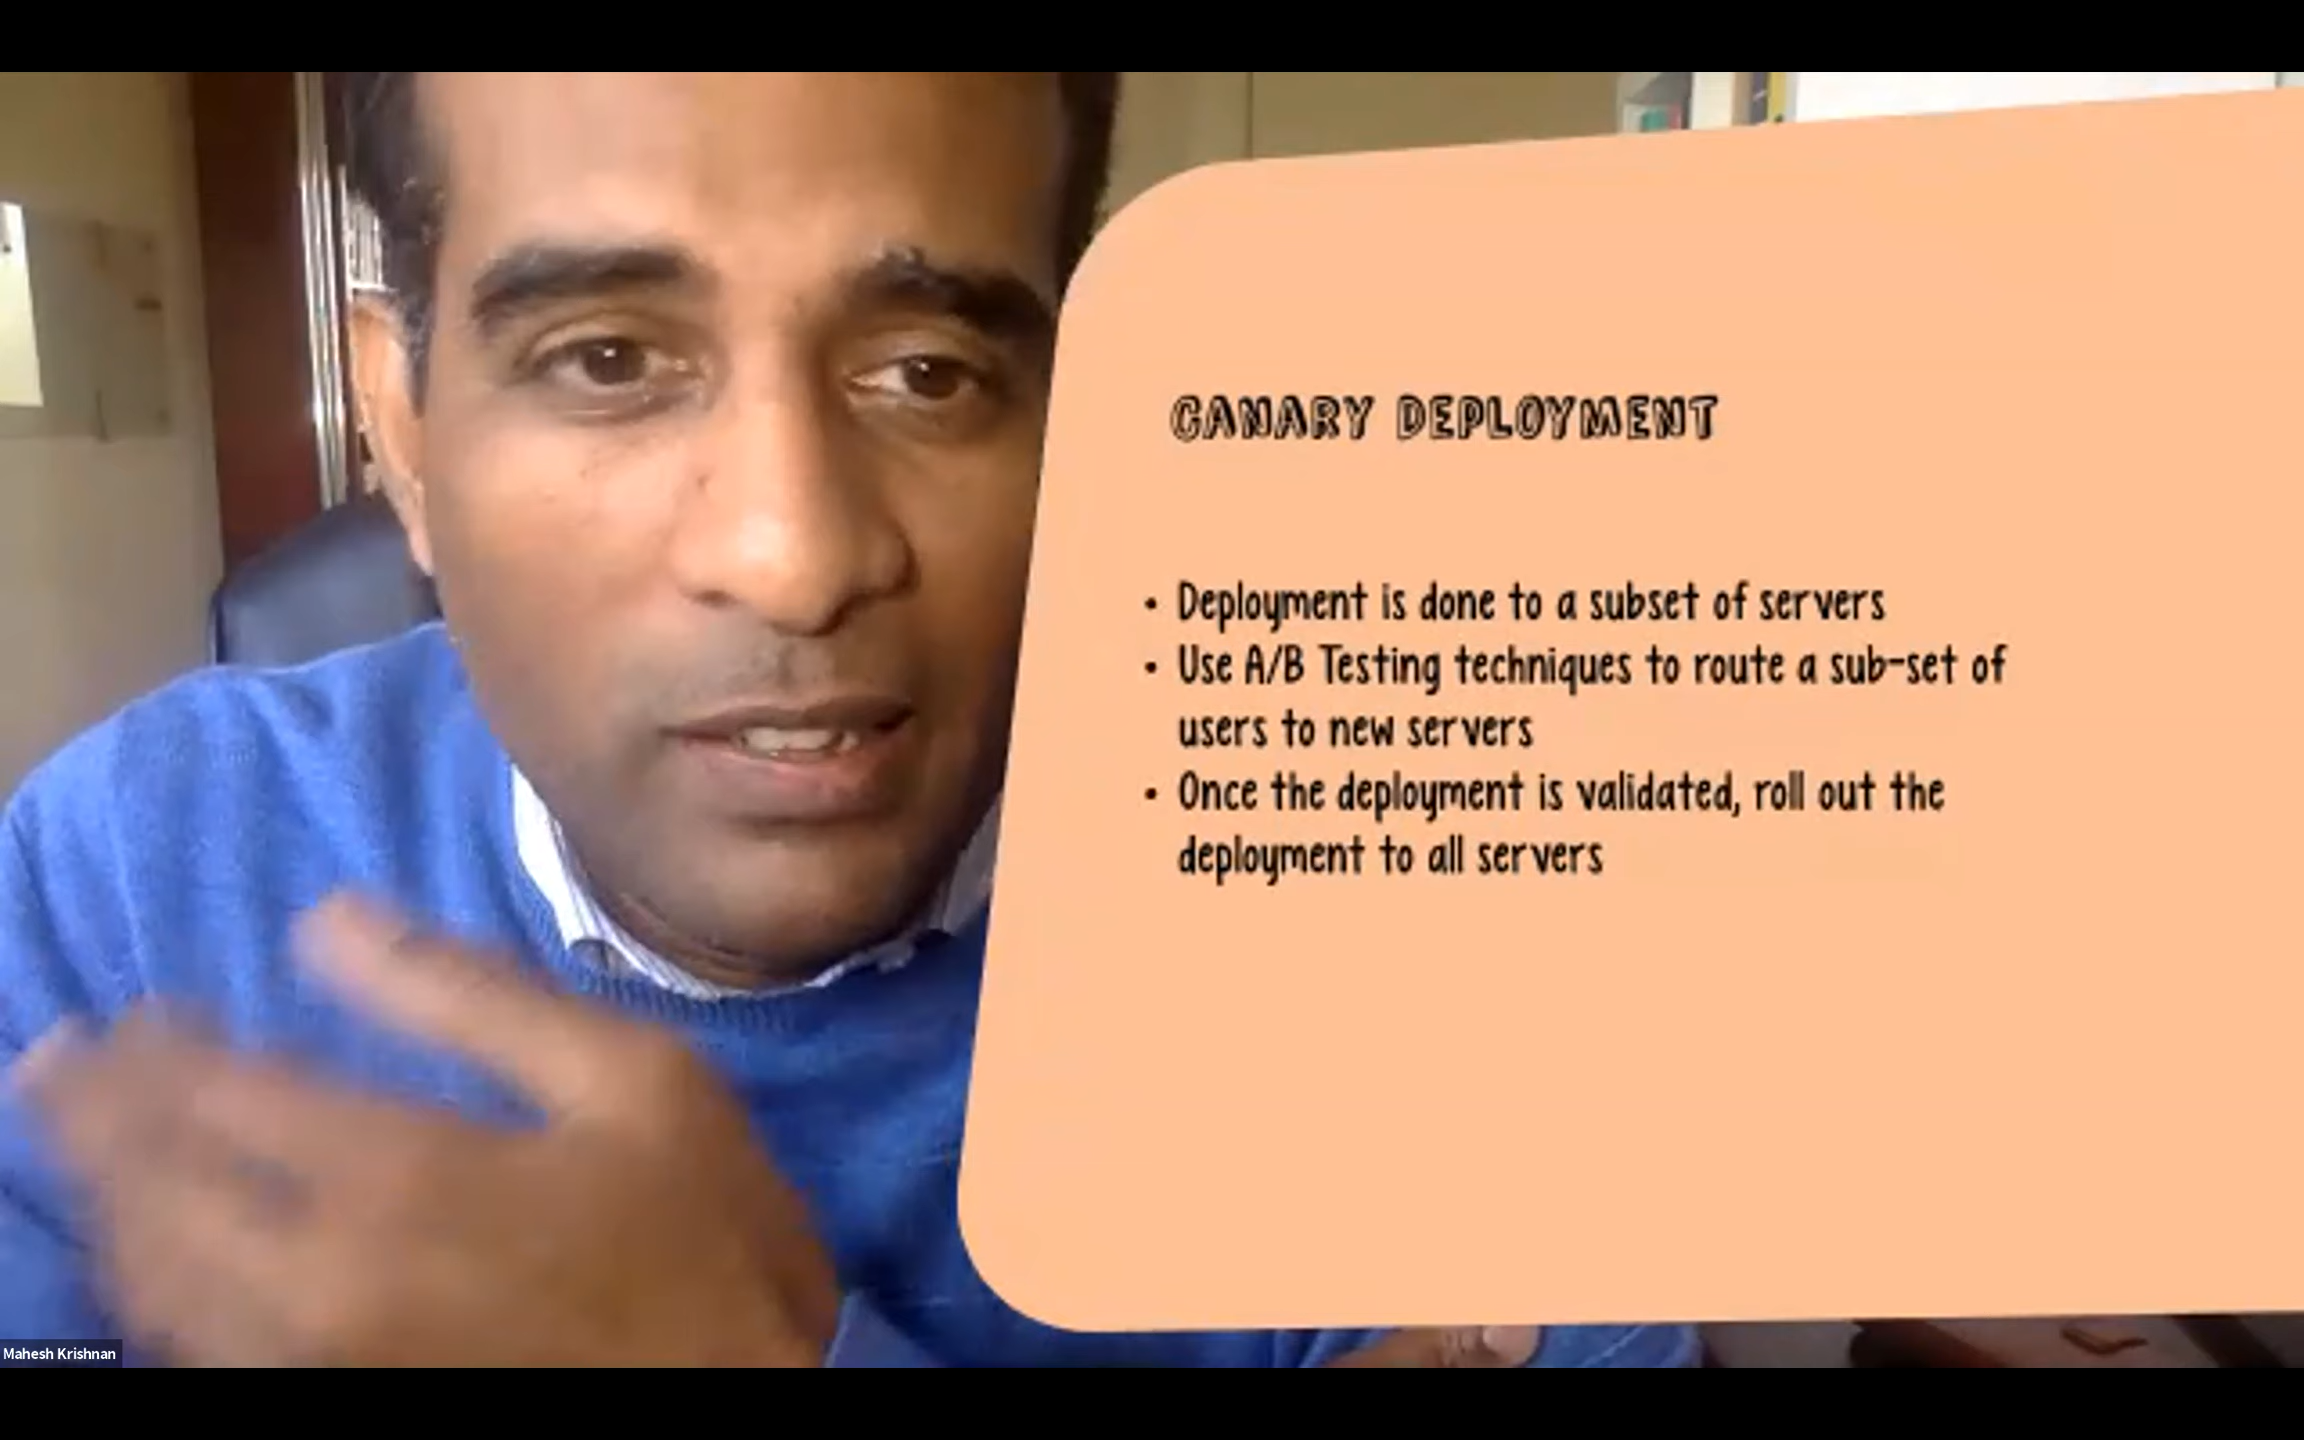 CANARY DEPLOYMENT
• Deployment is done to a subset of servers
• Use A/B Testing techniques to route a sub-set of
users to new servers
• Once the deployment is validated, roll out the
deployment to all servers
Mahesh Krishnan